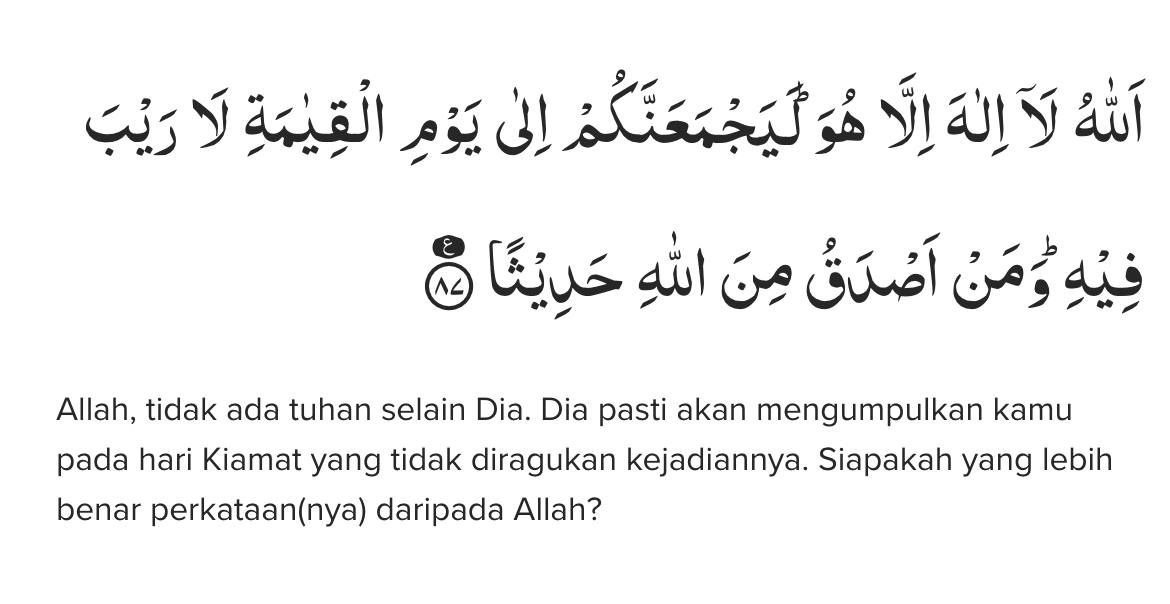 اَللّٰهُ لَآ اِلٰهَ اِلَّا هُوَۗ لَيَجْمَعَنَّكُمْ اِلٰى يَوْمِ الْقِيٰمَةِ لَا رَيْبَ
فِيْهِۗ وَمَنْ اَصْدَقُ مِنَ اللّٰهِ حَدِيْثًا ࣖ ٨٧
Allah, tidak ada tuhan selain Dia. Dia pasti akan mengumpulkan kamu
pada hari Kiamat yang tidak diragukan kejadiannya. Siapakah yang lebih
benar perkataan(nya) daripada Allah?